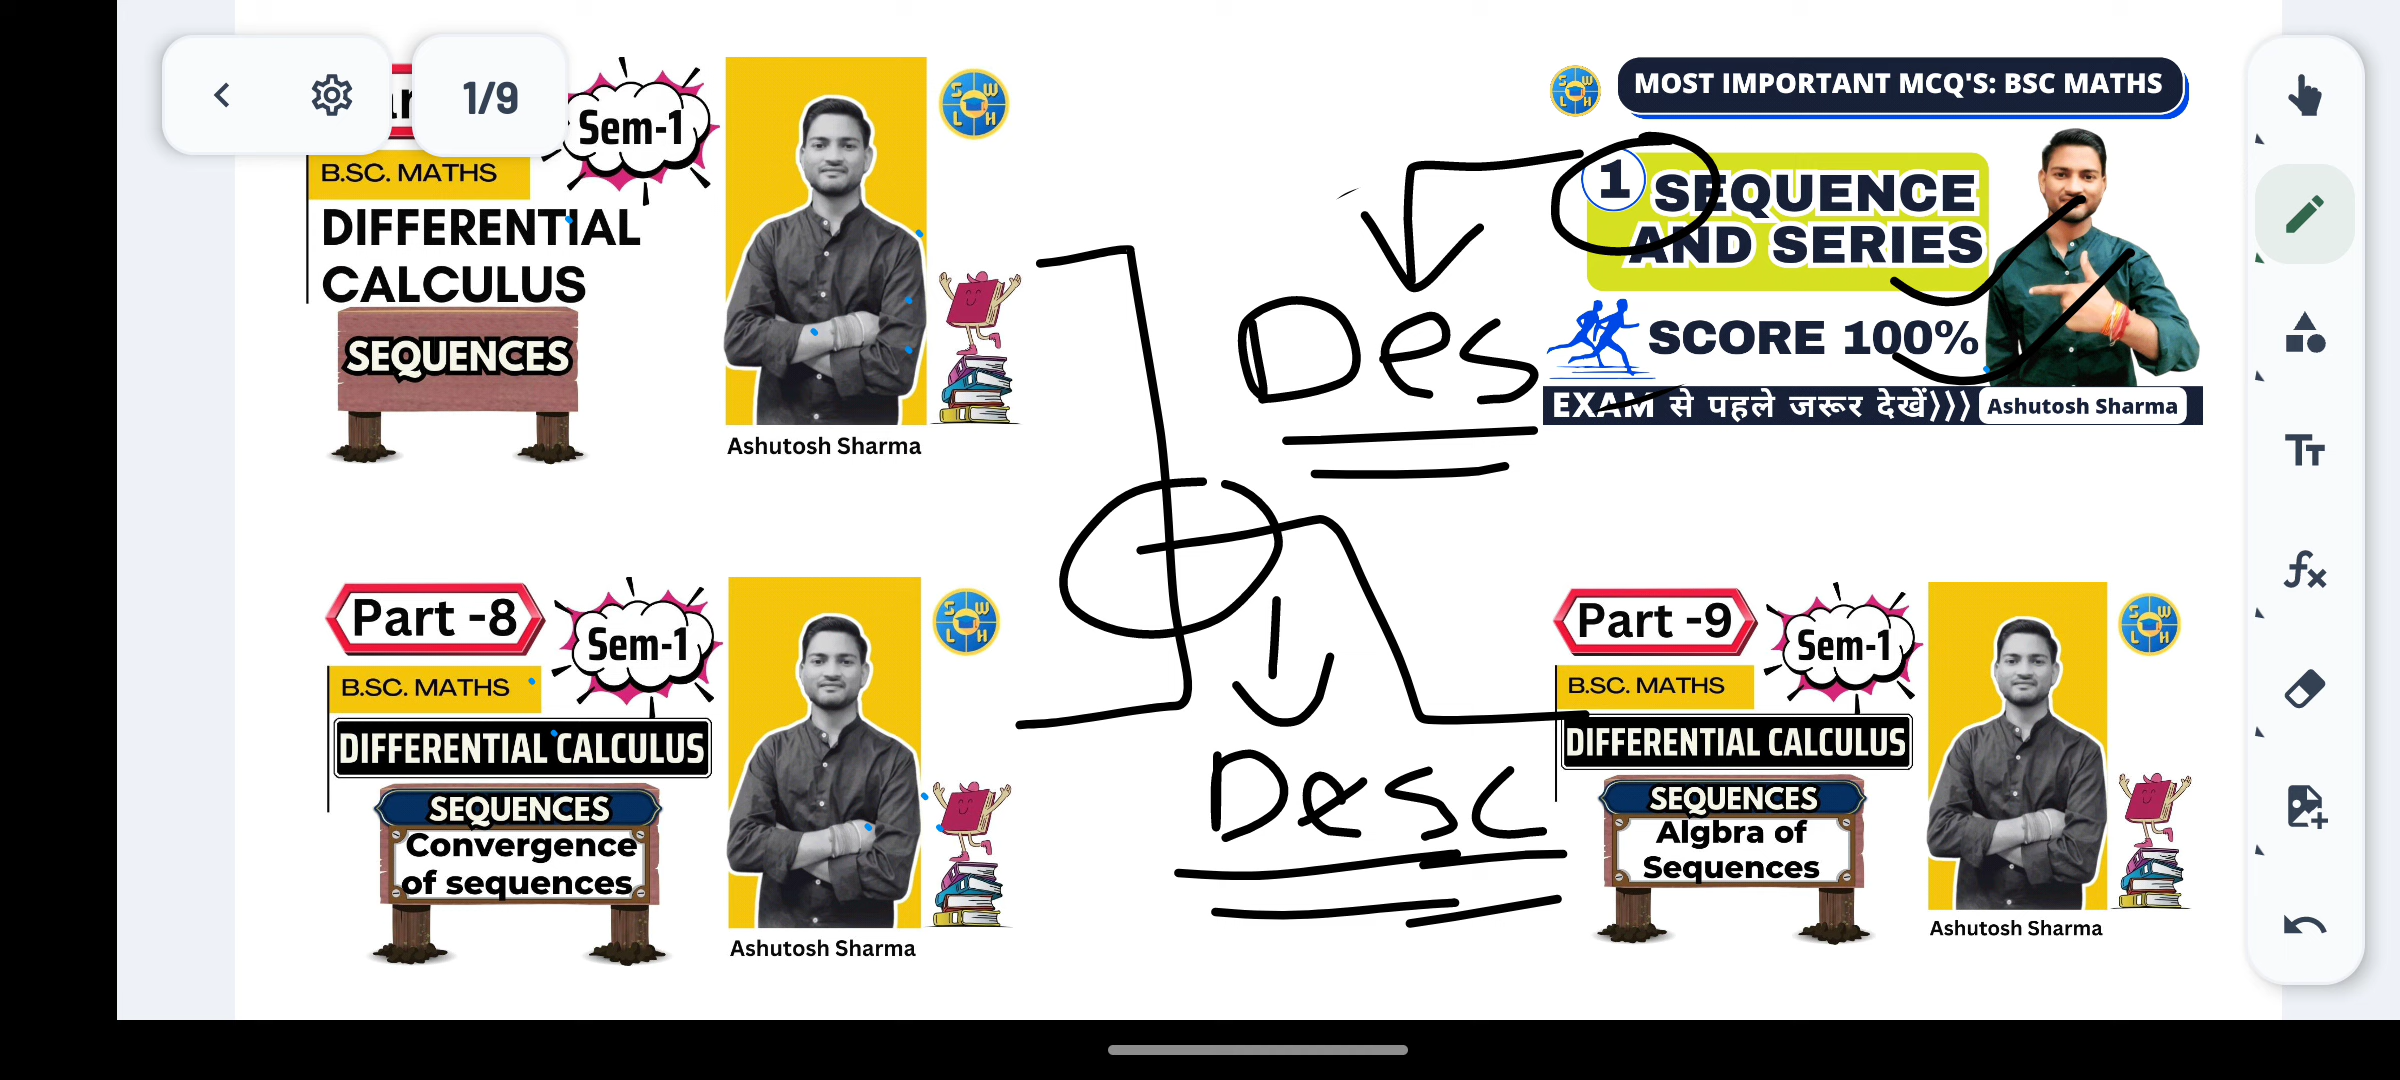 1/9
Sem-1
B.SC. MATHS
DIFFERENTIAL
CALCULUS
SEQUENCES
Ashutosh Sharma
S W L H
MOST IMPORTANT MCQ'S: BSC MATHS
1
SEQUENCE
AND SERIES
SCORE 100%
EXAM से पहले जरूर देखें))) Ashutosh Sharma
Des
Part -8
Sem-1
B.SC. MATHS
DIFFERENTIAL CALCULUS
SEQUENCES
Convergence
of sequences
Ashutosh Sharma
S W L H
Desc
Part -9
Sem-1
B.SC. MATHS
DIFFERENTIAL CALCULUS
SEQUENCES
Algbra of
Sequences
Ashutosh Sharma
S W L H
Tт
fx